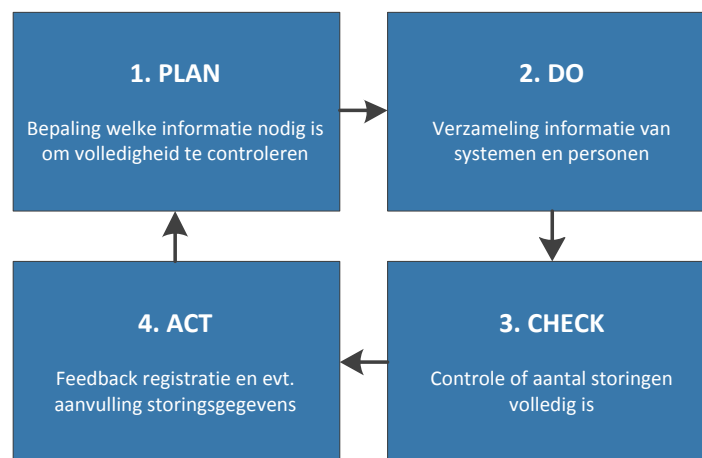 1. PLAN
Bepaling welke informatie nodig is
om volledigheid te controleren
2. DO
Verzameling informatie van
systemen en personen
3. CHECK
Controle of aantal storingen
volledig is
4. ACT
Feedback registratie en evt.
aanvulling storingsgegevens